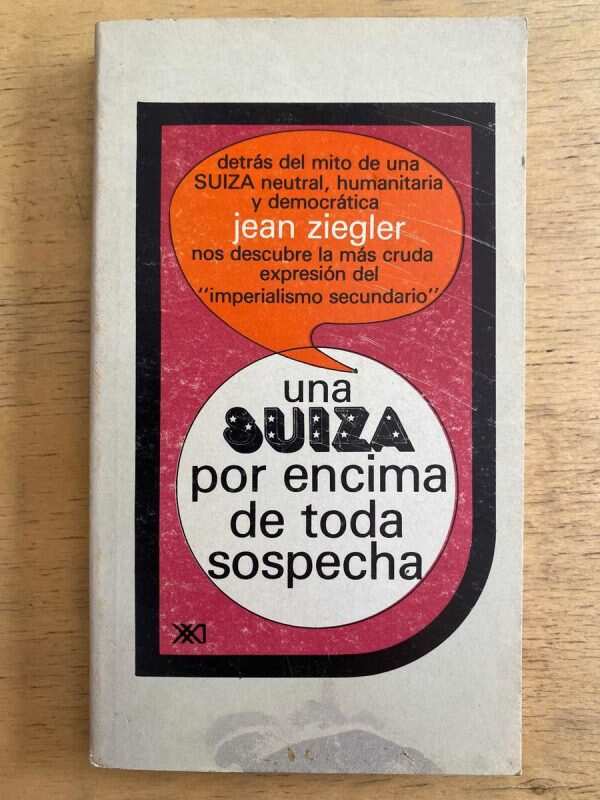 detrás del mito de una
SUIZA neutral, humanitaria
y democrática
jean ziegler
nos descubre la más cruda
expresión del
"imperialismo secundario"
una
SUIZA
por encima
de toda
sospecha